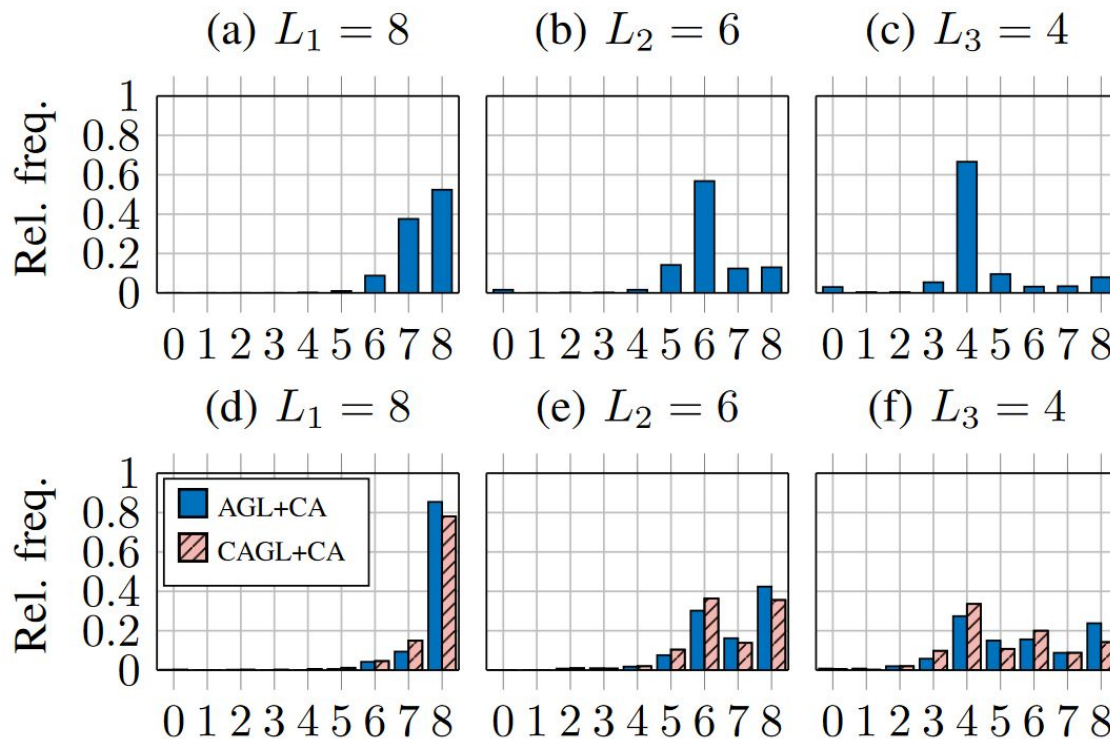 (a) L₁ = 8 (b) L₂ = 6 (c) L₃ = 4
Rel. freq.
1
0.8
0.6
0.4
0.2
0
0 1 2 3 4 5 6 7 8 0 1 2 3 4 5 6 7 8 0 1 2 3 4 5 6 7 8
(d) L₁ = 8 (e) L₂ = 6 (f) L₃ = 4
Rel. freq.
1
0.8
0.6
0.4
0.2
0
AGL+CA
CAGL+CA
0 1 2 3 4 5 6 7 8 0 1 2 3 4 5 6 7 8 0 1 2 3 4 5 6 7 8